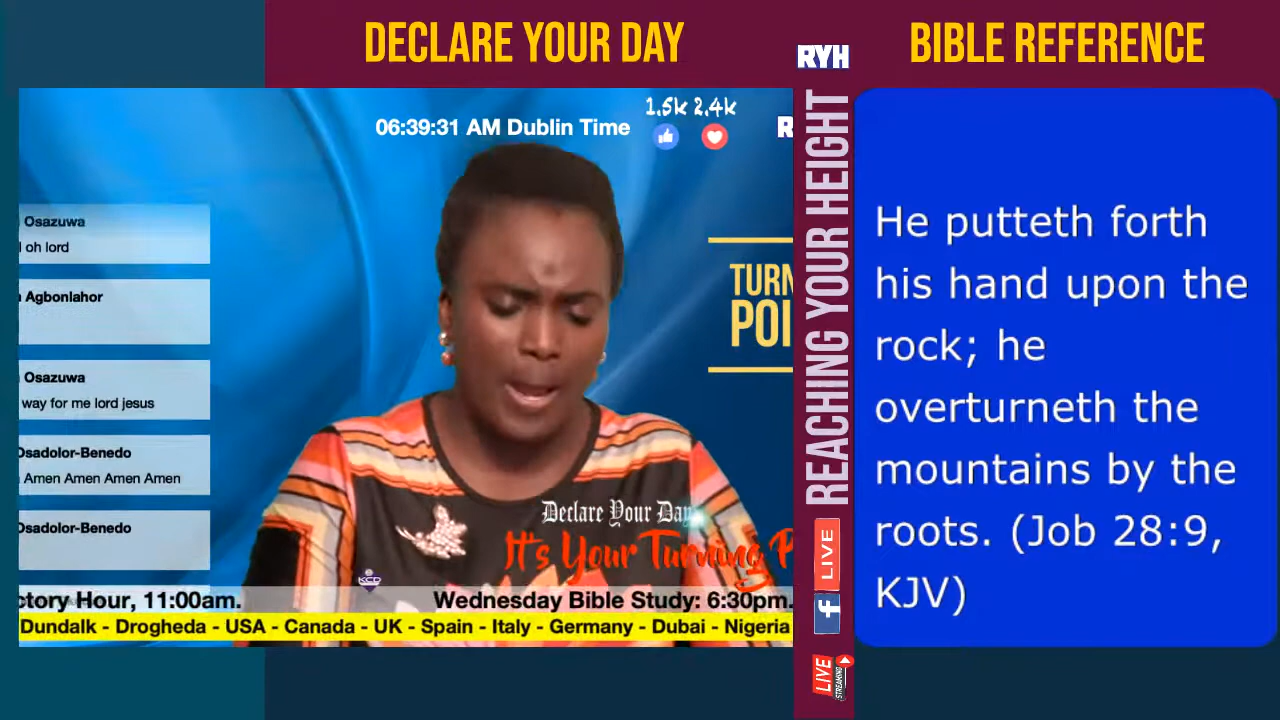 DECLARE YOUR DAY
BIBLE REFERENCE
RYH
REACHING YOUR HEIGHT
LIVE
f
LIVE
STREAMING
06:39:31 AM Dublin Time
1.5k 2.4k
R
Osazuwa
oh lord
Agbonlahor
Osazuwa
way for me lord jesus
Osadolor-Benedo
Amen Amen Amen Amen
Osadolor-Benedo
TURN
POI
Declare Your Day
It's Your Turning P
KCD
ctory Hour, 11:00am. Wednesday Bible Study: 6:30pm.
Dundalk - Drogheda - USA - Canada - UK - Spain - Italy - Germany - Dubai - Nigeria
He putteth forth
his hand upon the
rock; he
overturneth the
mountains by the
roots. (Job 28:9,
KJV)